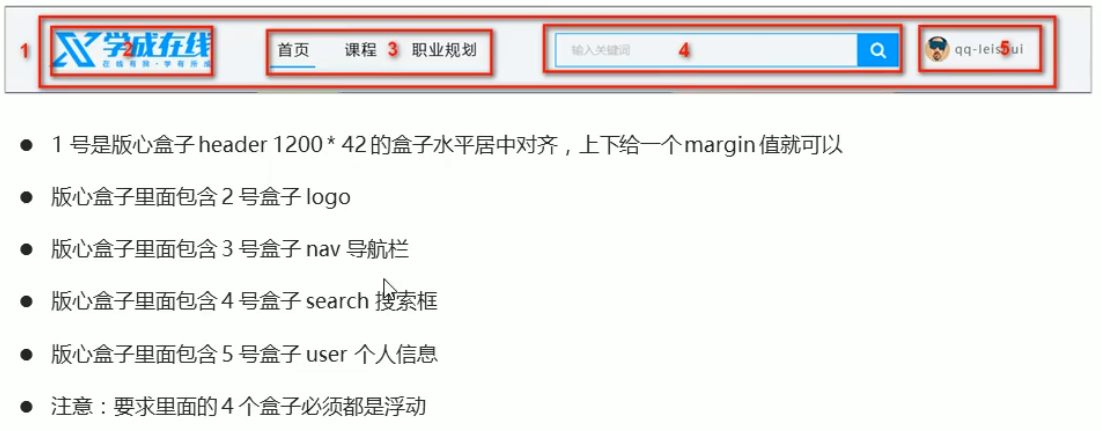 1 学成在线 2 首页 课程 3 职业规划 输入关键词 4 qq-leishui 5
在线有我·学有所成
● 1 号是版心盒子 header 1200 * 42 的盒子水平居中对齐，上下给一个 margin 值就可以
● 版心盒子里面包含 2 号盒子 logo
● 版心盒子里面包含 3 号盒子 nav 导航栏
● 版心盒子里面包含 4 号盒子 search 搜索框
● 版心盒子里面包含 5 号盒子 user 个人信息
● 注意：要求里面的 4 个盒子必须都是浮动